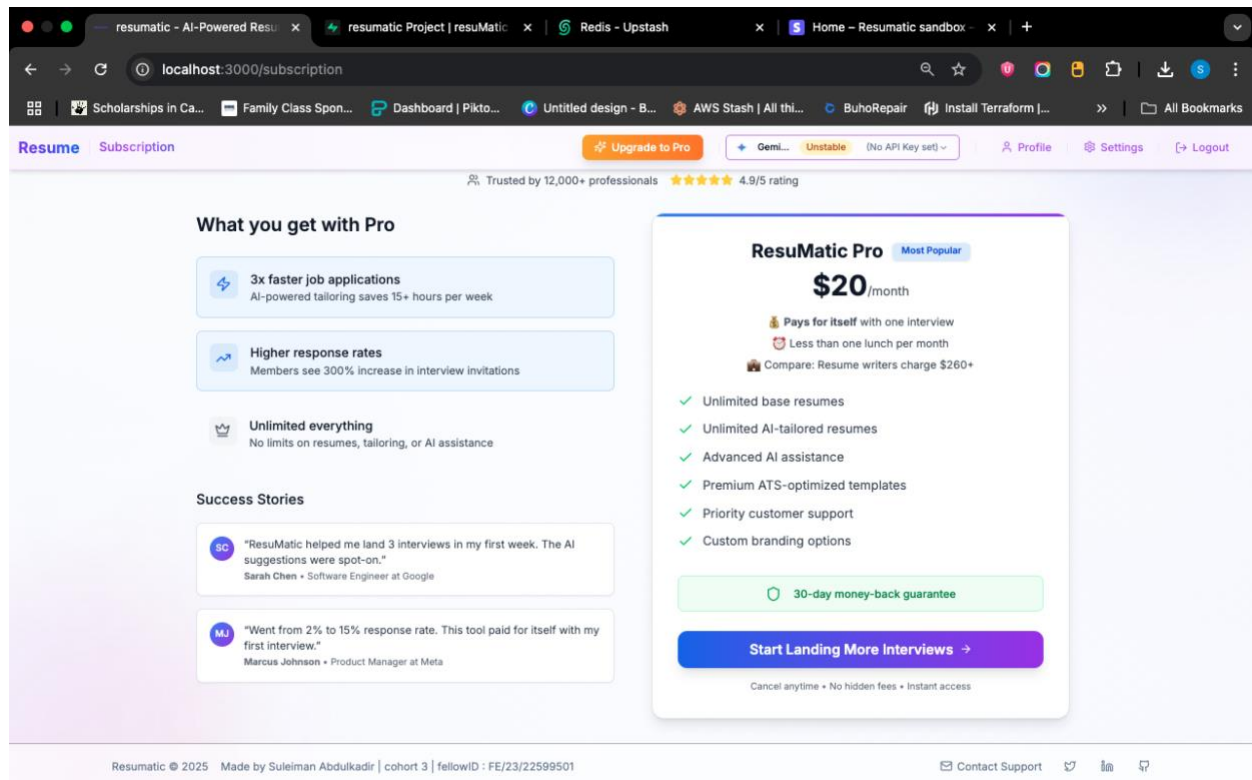 resumatic - AI-Powered Resu
resumatic Project | resuMatic
Redis - Upstash
Home – Resumatic sandbox –
localhost:3000/subscription
Scholarships in Ca...
Family Class Spon...
Dashboard | Pikto...
Untitled design - B...
AWS Stash | All thi...
BuhoRepair
Install Terraform |...
All Bookmarks
Resume
Subscription
Upgrade to Pro
Gemi...
Unstable
(No API Key set)
Profile
Settings
Logout
Trusted by 12,000+ professionals
4.9/5 rating
What you get with Pro
3x faster job applications
AI-powered tailoring saves 15+ hours per week
Higher response rates
Members see 300% increase in interview invitations
Unlimited everything
No limits on resumes, tailoring, or AI assistance
Success Stories
SC
"ResuMatic helped me land 3 interviews in my first week. The AI
suggestions were spot-on."
Sarah Chen • Software Engineer at Google
MJ
"Went from 2% to 15% response rate. This tool paid for itself with my
first interview."
Marcus Johnson • Product Manager at Meta
ResuMatic Pro
Most Popular
$20/month
Pays for itself with one interview
Less than one lunch per month
Compare: Resume writers charge $260+
Unlimited base resumes
Unlimited AI-tailored resumes
Advanced AI assistance
Premium ATS-optimized templates
Priority customer support
Custom branding options
30-day money-back guarantee
Start Landing More Interviews →
Cancel anytime • No hidden fees • Instant access
Resumatic © 2025
Made by Suleiman Abdulkadir | cohort 3 | fellowID : FE/23/22599501
Contact Support